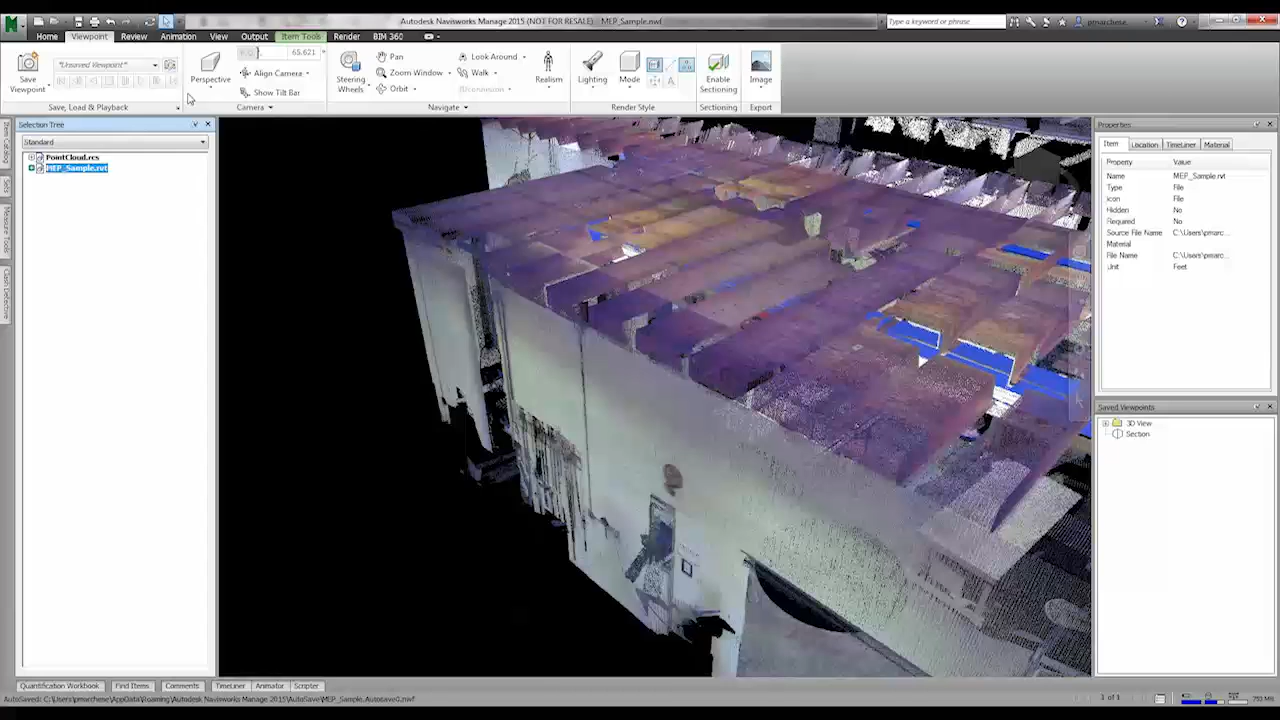 Autodesk Navisworks Manage 2015 (NOT FOR RESALE) MEP_Sample.nwf
Type a keyword or phrase
pmarchese
Home Viewpoint Review Animation View Output Item Tools Render BIM 360
Save Viewpoint
*Unsaved Viewpoint*
Save, Load & Playback
Perspective
65.621
Align Camera
Show Tilt Bar
Camera
Steering Wheels
Pan
Zoom Window
Orbit
Look Around
Walk
Navigate
Realism
Lighting
Mode
Render Style
Enable Sectioning
Sectioning
Image
Export
Selection Tree
Standard
PointCloud.rcs
MEP_Sample.rvt
Measure Tools
Clash Detective
Properties
Item Location TimeLiner Material
Property Value
Name MEP_Sample.rvt
Type File
Icon File
Hidden No
Required No
Source File Name C:\Users\pmarc...
Material
File Name C:\Users\pmarc...
Unit Feet
Saved Viewpoints
3D View
Section
Quantification Workbook Find Items Comments TimeLiner Animator Scripter
AutoSaved: C:\Users\pmarchese\AppData\Roaming\Autodesk Navisworks Manage 2015\AutoSave\MEP_Sample.Autosave0.nwf
1 of 1